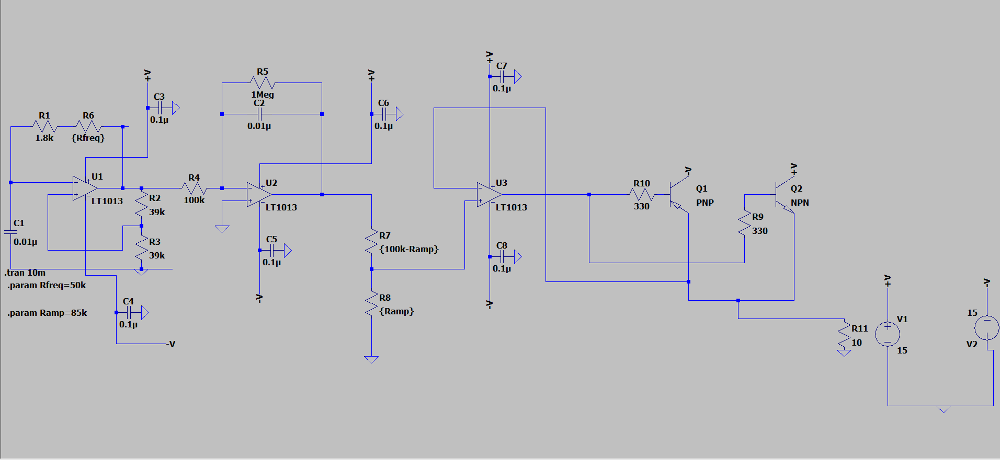 +V
C7
0.1µ
R5
1Meg
C2
0.01µ
+V
C3
0.1µ
+V
C6
0.1µ
R1
1.8k
R6
{Rfreq}
U1
LT1013
R4
100k
U2
LT1013
U3
LT1013
R10
330
-V
Q1
PNP
+V
Q2
NPN
R2
39k
R9
330
C1
0.01µ
R3
39k
R7
{100k-Ramp}
C5
0.1µ
C8
0.1µ
.tran 10m
.param Rfreq=50k
-V
-V
+V
-V
C4
0.1µ
.param Ramp=85k
R8
{Ramp}
V1
15
15
V2
R11
10
-V